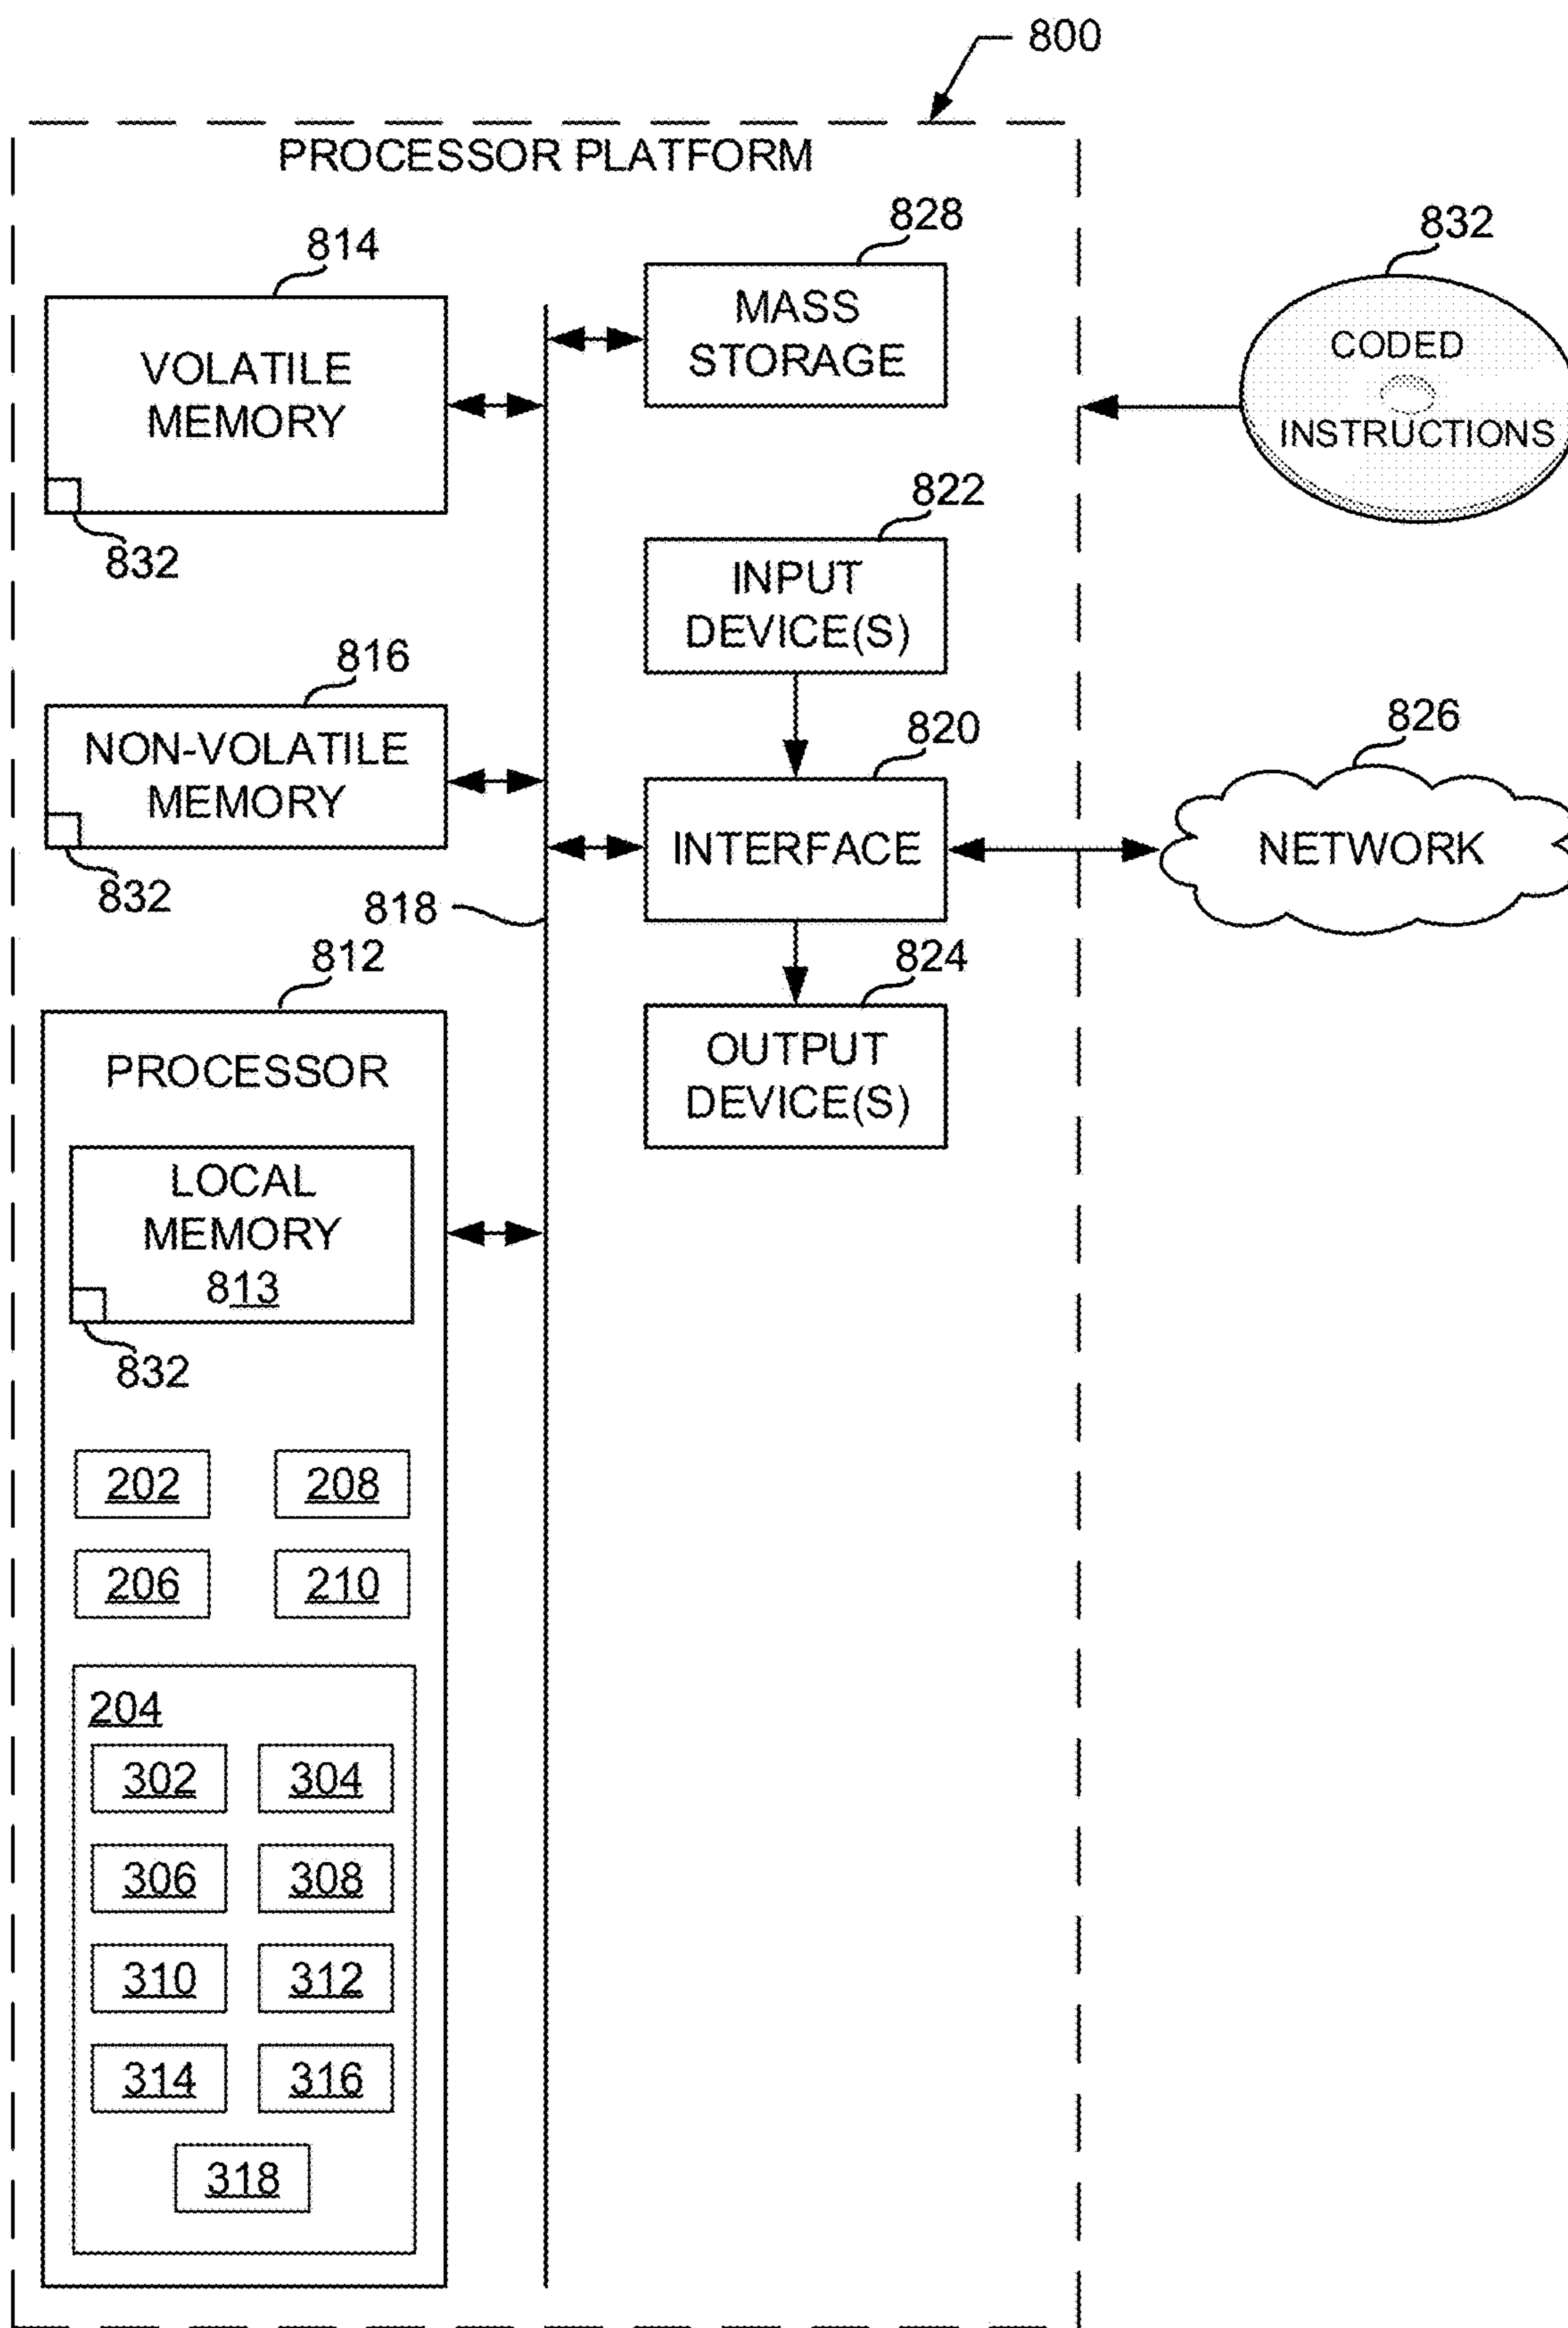 800
PROCESSOR PLATFORM
828
832
814
MASS
STORAGE
VOLATILE
MEMORY
CODED
INSTRUCTIONS
832
822
INPUT
DEVICE(S)
816
NON-VOLATILE
MEMORY
832
820
826
INTERFACE
NETWORK
818
812
824
OUTPUT
DEVICE(S)
PROCESSOR
LOCAL
MEMORY
813
832
202
208
206
210
204
302
304
306
308
310
312
314
316
318